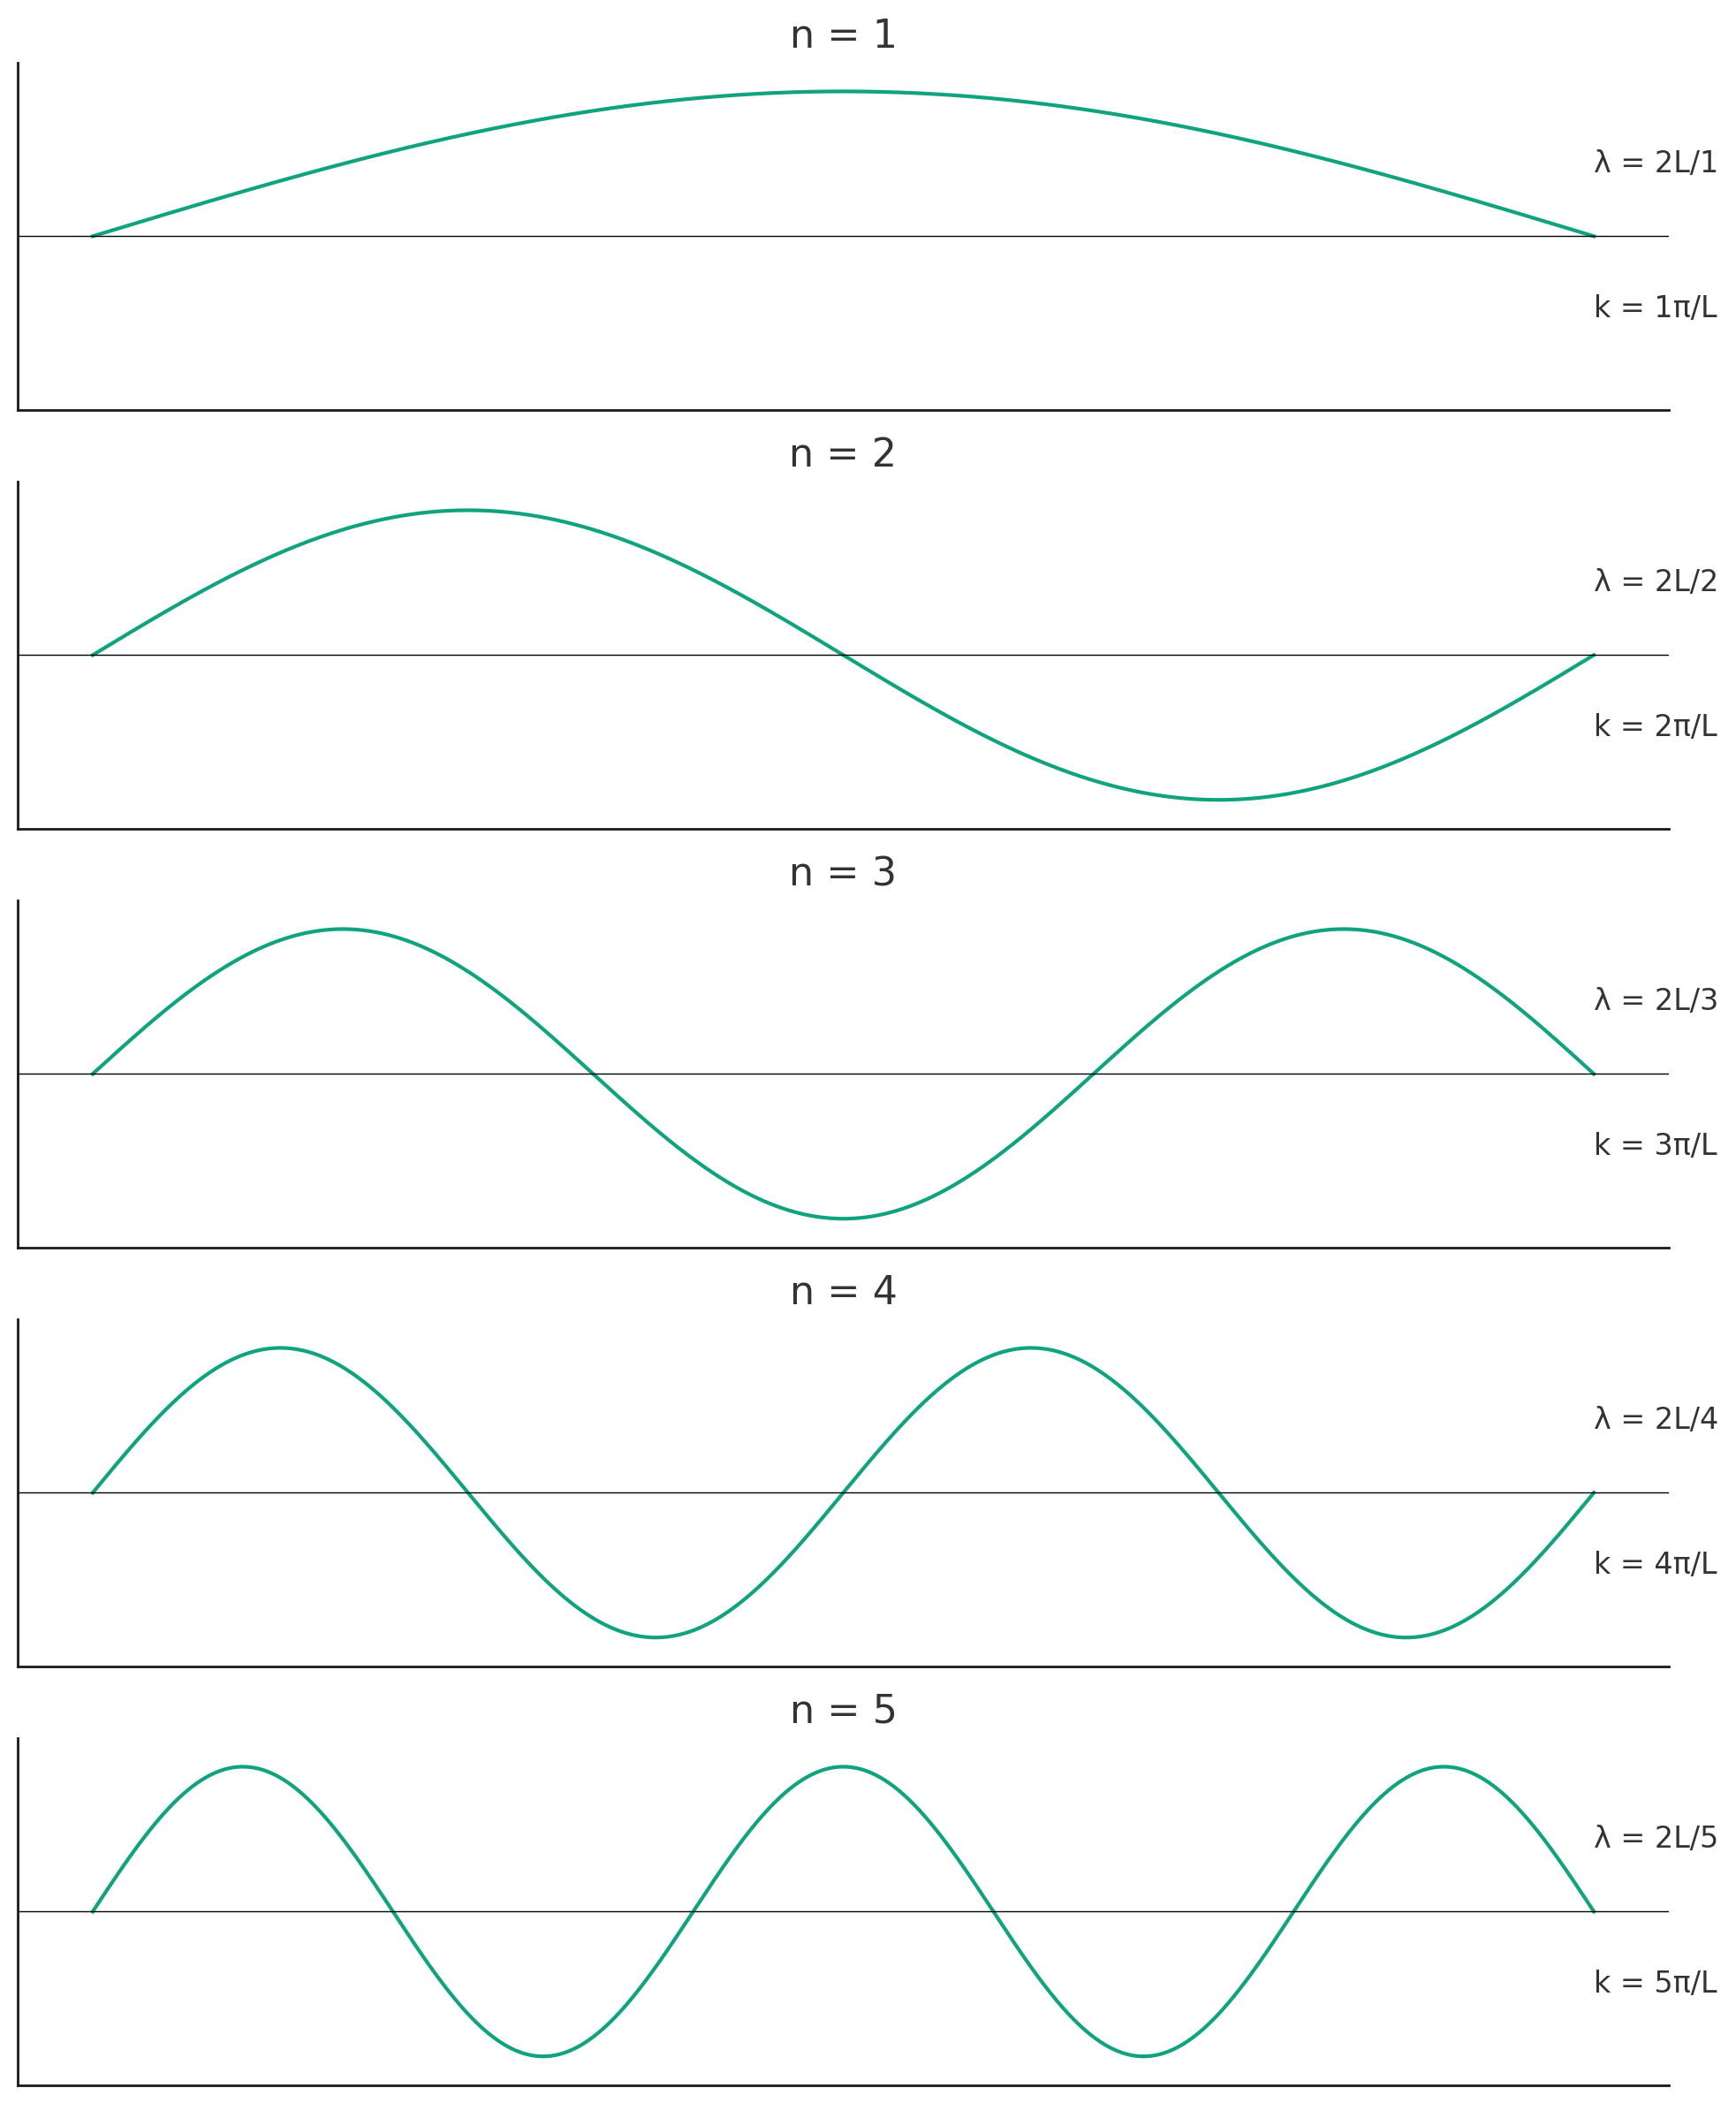 n = 1
λ = 2L/1
k = 1π/L
n = 2
λ = 2L/2
k = 2π/L
n = 3
λ = 2L/3
k = 3π/L
n = 4
λ = 2L/4
k = 4π/L
n = 5
λ = 2L/5
k = 5π/L